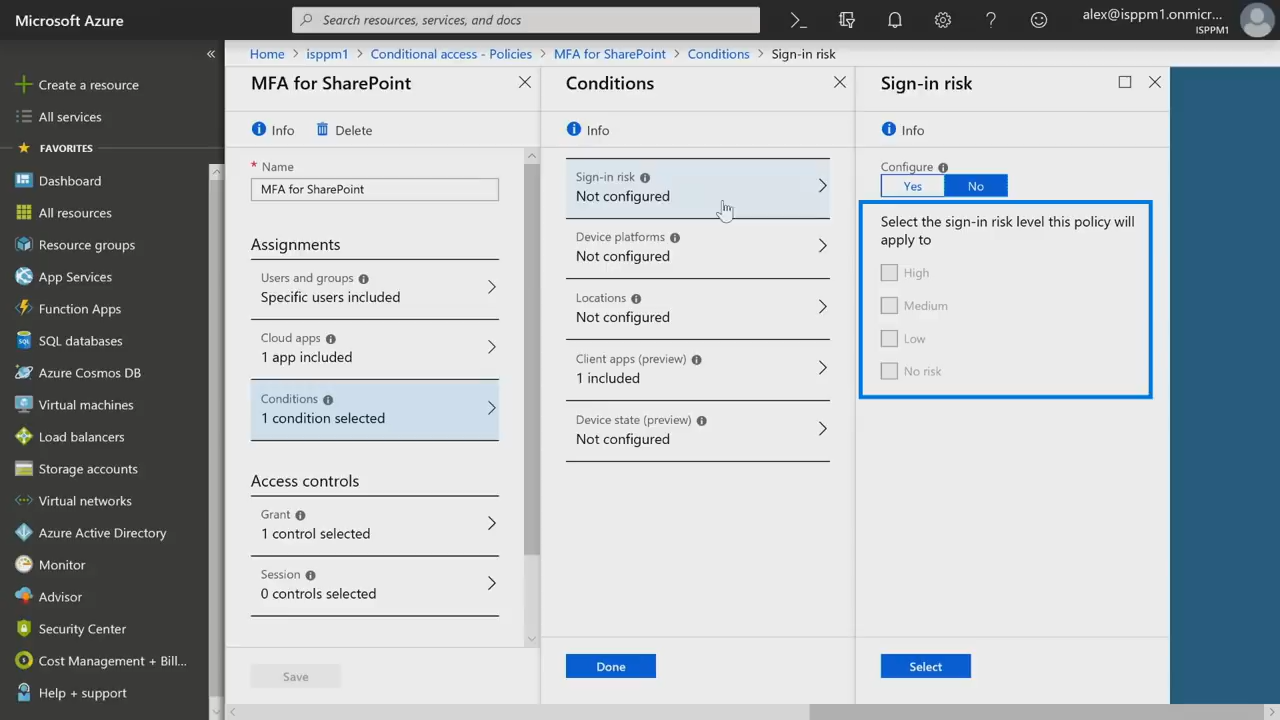 Microsoft Azure
Search resources, services, and docs
alex@isppm1.onmicr...
ISPPM1
Home > isppm1 > Conditional access - Policies > MFA for SharePoint > Conditions > Sign-in risk
Create a resource
All services
FAVORITES
Dashboard
All resources
Resource groups
App Services
Function Apps
SQL databases
Azure Cosmos DB
Virtual machines
Load balancers
Storage accounts
Virtual networks
Azure Active Directory
Monitor
Advisor
Security Center
Cost Management + Bill...
Help + support
MFA for SharePoint
Info
Delete
* Name
MFA for SharePoint
Assignments
Users and groups
Specific users included
Cloud apps
1 app included
Conditions
1 condition selected
Access controls
Grant
1 control selected
Session
0 controls selected
Save
Conditions
Info
Sign-in risk
Not configured
Device platforms
Not configured
Locations
Not configured
Client apps (preview)
1 included
Device state (preview)
Not configured
Done
Sign-in risk
Info
Configure
Yes No
Select the sign-in risk level this policy will
apply to
High
Medium
Low
No risk
Select